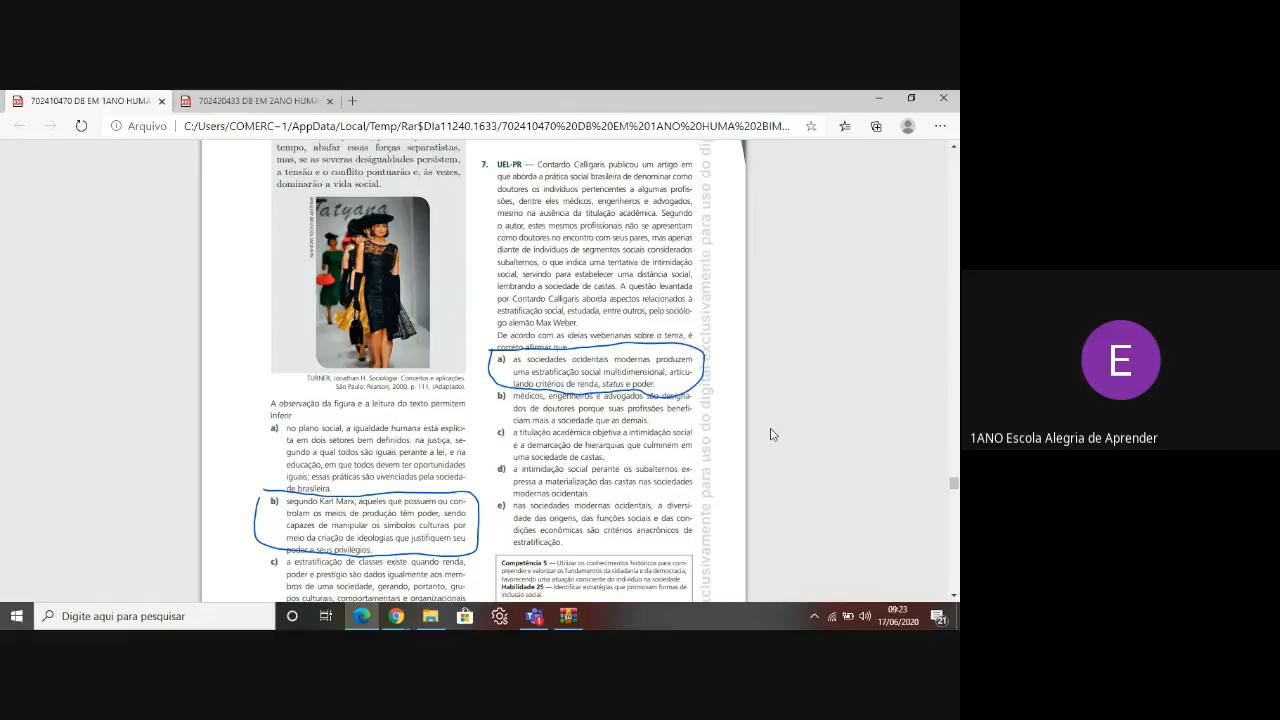 702410470 DB EM 1ANO HUMA
702420433 DB EM 2ANO HUMA
Arquivo
C:/Users/COMERC~1/AppData/Local/Temp/Rar$DIa11240.1633/702410470%20DB%20EM%201ANO%20HUMA%202BIM...
tempo, abafar essas forças separatistas,
mas, se as severas desigualdades persistem,
a tensão e o conflito pontuarão e, às vezes,
dominarão a vida social.
Tatyana
TURNER, Jonathan H. Sociologia: Conceitos e aplicações.
São Paulo: Pearson, 2000. p. 111. (Adaptado).
A observação da figura e a leitura do texto permitem
inferir
a) no plano social, a igualdade humana está explíci-
ta em dois setores bem definidos: na justiça, se-
gundo a qual todos são iguais perante a lei, e na
educação, em que todos devem ter oportunidades
iguais; essas práticas são vivenciadas pela socieda-
de brasileira.
b) segundo Karl Marx, aqueles que possuem ou con-
trolam os meios de produção têm poder, sendo
capazes de manipular os símbolos culturais por
meio da criação de ideologias que justifiquem seu
poder e seus privilégios.
c) a estratificação de classes existe quando renda,
poder e prestígio são dados igualmente aos mem-
bros de uma sociedade, gerando, portanto, gru-
pos culturais, comportamentais e organizacionais
7. UEL-PR — Contardo Calligaris publicou um artigo em
que aborda a prática social brasileira de denominar como
doutores os indivíduos pertencentes a algumas profis-
sões, dentre eles médicos, engenheiros e advogados,
mesmo na ausência da titulação acadêmica. Segundo
o autor, estes mesmos profissionais não se apresentam
como doutores no encontro com seus pares, mas apenas
diante de indivíduos de segmentos sociais considerados
subalternos, o que indica uma tentativa de intimidação
social, servindo para estabelecer uma distância social,
lembrando a sociedade de castas. A questão levantada
por Contardo Calligaris aborda aspectos relacionados à
estratificação social, estudada, entre outros, pelo sociólo-
go alemão Max Weber.
De acordo com as ideias weberianas sobre o tema, é
correto afirmar que
a) as sociedades ocidentais modernas produzem
uma estratificação social multidimensional, articu-
lando critérios de renda, status e poder.
b) médicos, engenheiros e advogados são designa-
dos de doutores porque suas profissões benefi-
ciam mais a sociedade que as demais.
c) a titulação acadêmica objetiva a intimidação social
e a demarcação de hierarquias que culminem em
uma sociedade de castas.
d) a intimidação social perante os subalternos ex-
pressa a materialização das castas nas sociedades
modernas ocidentais.
e) nas sociedades modernas ocidentais, a diversi-
dade das origens, das funções sociais e das con-
dições econômicas são critérios anacrônicos de
estratificação.
Competência 5 — Utilizar os conhecimentos históricos para com-
preender e valorizar os fundamentos da cidadania e da democracia,
favorecendo uma atuação consciente do indivíduo na sociedade.
Habilidade 25 — Identificar estratégias que promovam formas de
inclusão social.
exclusivamente para uso do di
clusivamente para uso do digital
E
1ANO Escola Alegria de Aprender
Digite aqui para pesquisar
1
09:23
17/06/2020
21